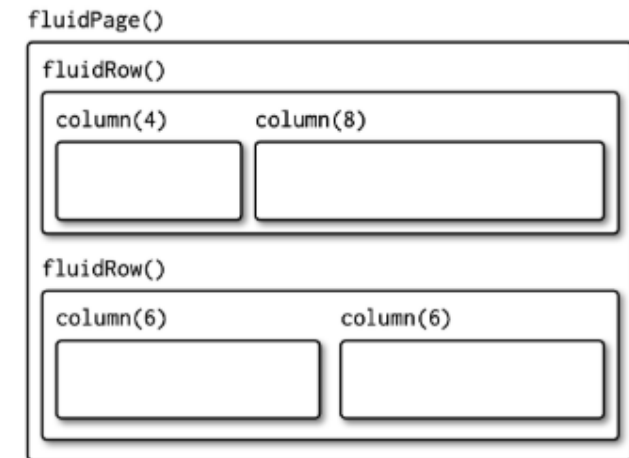 fluidPage()
fluidRow()
column(4) column(8)
fluidRow()
column(6) column(6)